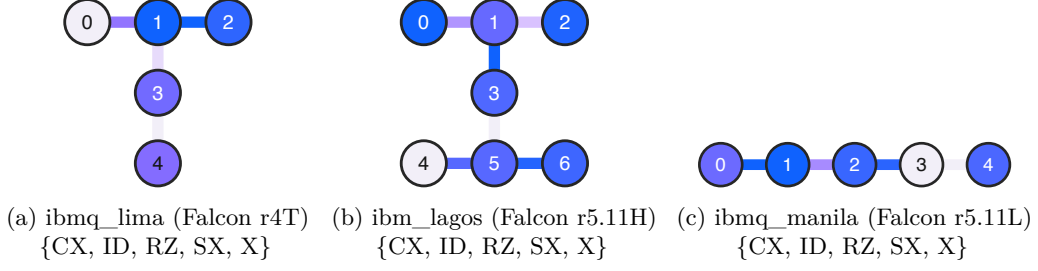 0 1 2
3
4
(a) ibmq_lima (Falcon r4T)
{CX, ID, RZ, SX, X}
0 1 2
3
4 5 6
(b) ibm_lagos (Falcon r5.11H)
{CX, ID, RZ, SX, X}
0 1 2 3 4
(c) ibmq_manila (Falcon r5.11L)
{CX, ID, RZ, SX, X}